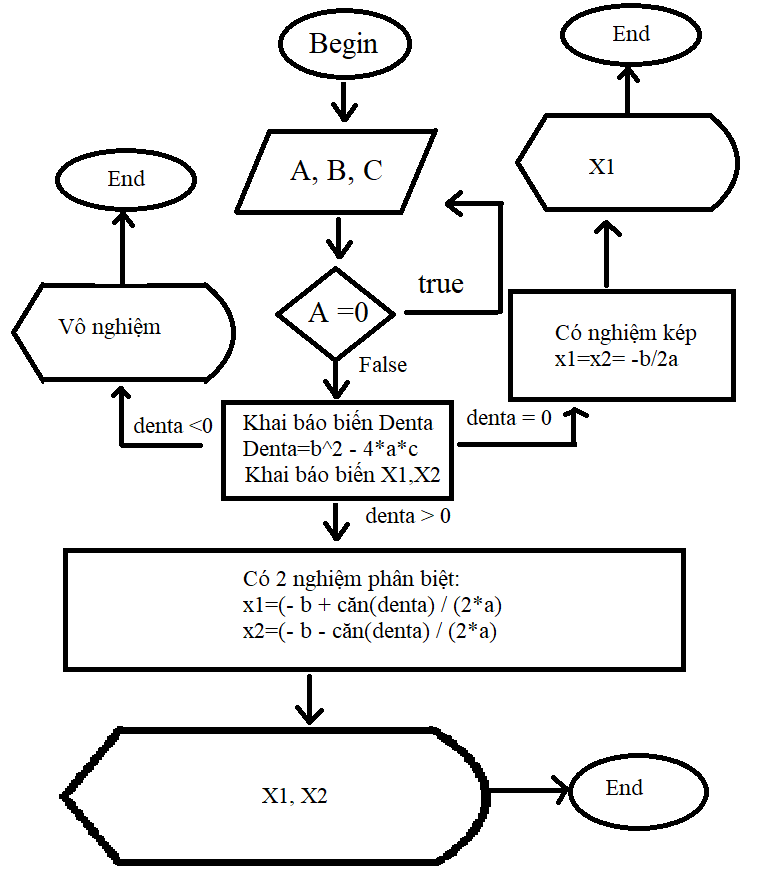 Begin
End
A, B, C
X1
End
A =0
true
Vô nghiệm
Có nghiệm kép
x1=x2= -b/2a
False
denta <0
Khai báo biến Denta
Denta=b^2 - 4*a*c
Khai báo biến X1,X2
denta = 0
denta > 0
Có 2 nghiệm phân biệt:
x1=(- b + căn(denta) / (2*a)
x2=(- b - căn(denta) / (2*a)
X1, X2
End